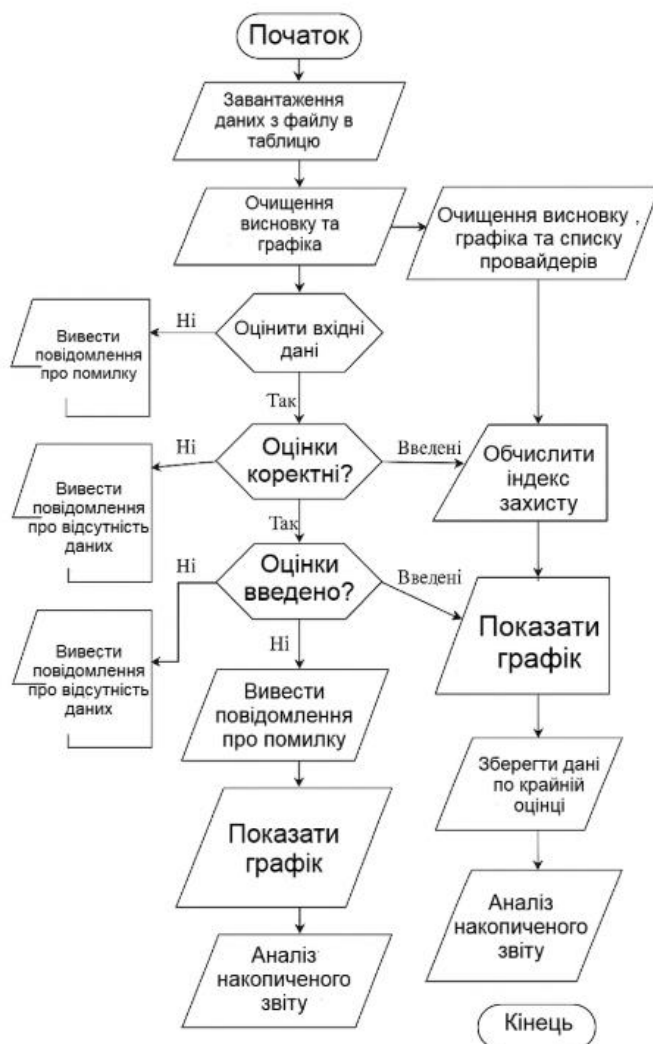 Початок
Завантаження
даних з файлу в
таблицю
Очищення
висновку та
графіка
Очищення висновку ,
графіка та списку
провайдерів
Оцінити вхідні
дані
Ні
Вивести
повідомлення
про помилку
Так
Оцінки
коректні?
Ні
Введені
Вивести
повідомлення
про відсутність
даних
Обчислити
індекс
захисту
Так
Оцінки
введено?
Ні
Введені
Вивести
повідомлення
про відсутність
даних
Показати
графік
Ні
Вивести
повідомлення
про помилку
Зберегти дані
по крайній
оцінці
Показати
графік
Аналіз
накопиченого
звіту
Аналіз
накопиченого
звіту
Кінець